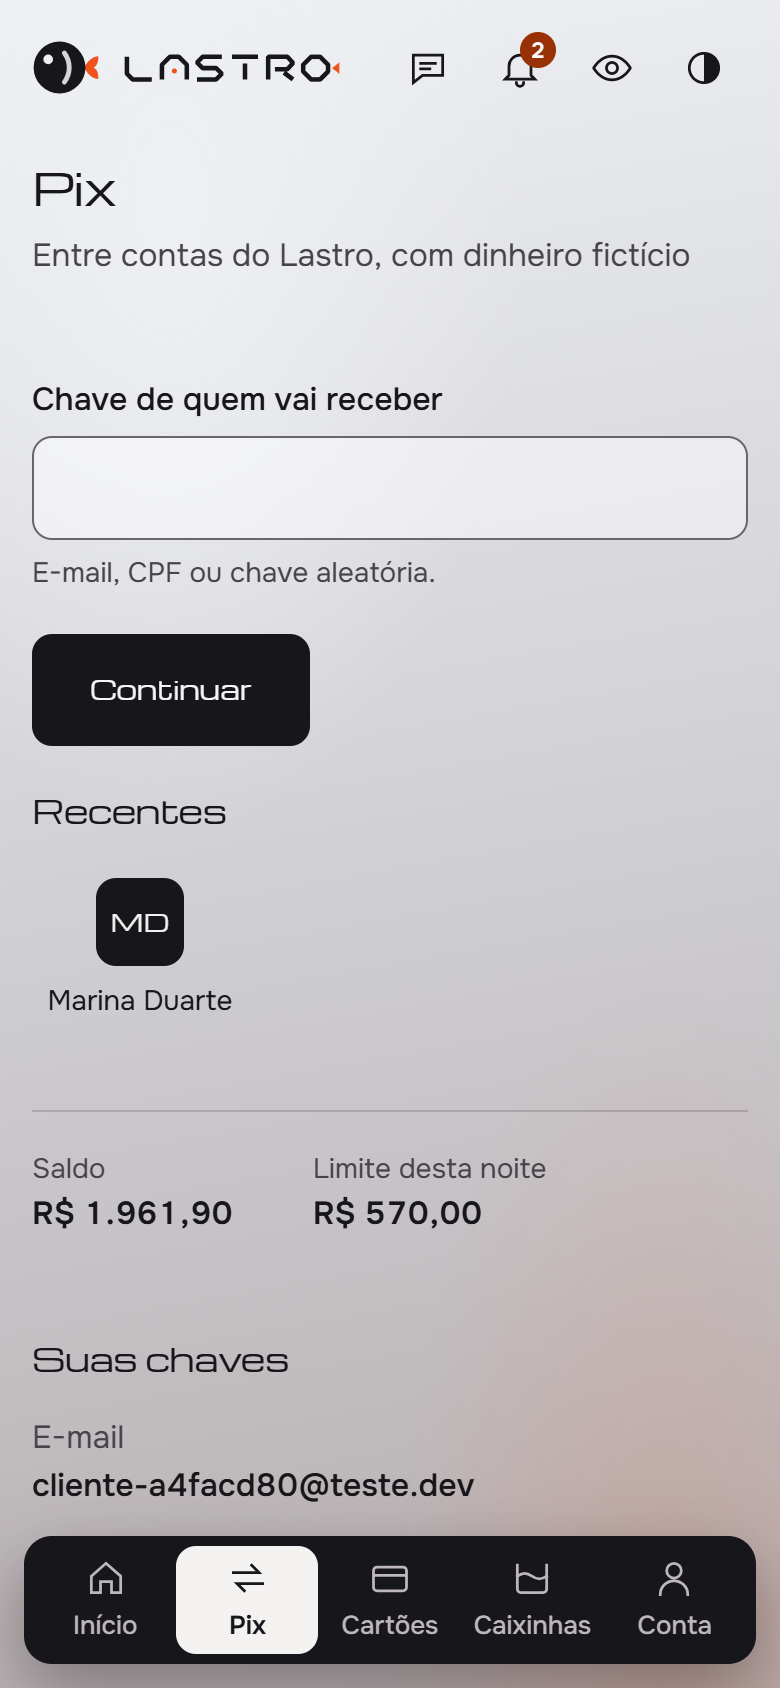 LASTRO
2
Pix
Entre contas do Lastro, com dinheiro fictício
Chave de quem vai receber
E-mail, CPF ou chave aleatória.
Continuar
Recentes
MD
Marina Duarte
Saldo
R$ 1.961,90
Limite desta noite
R$ 570,00
Suas chaves
E-mail
cliente-a4facd80@teste.dev
Início
Pix
Cartões
Caixinhas
Conta